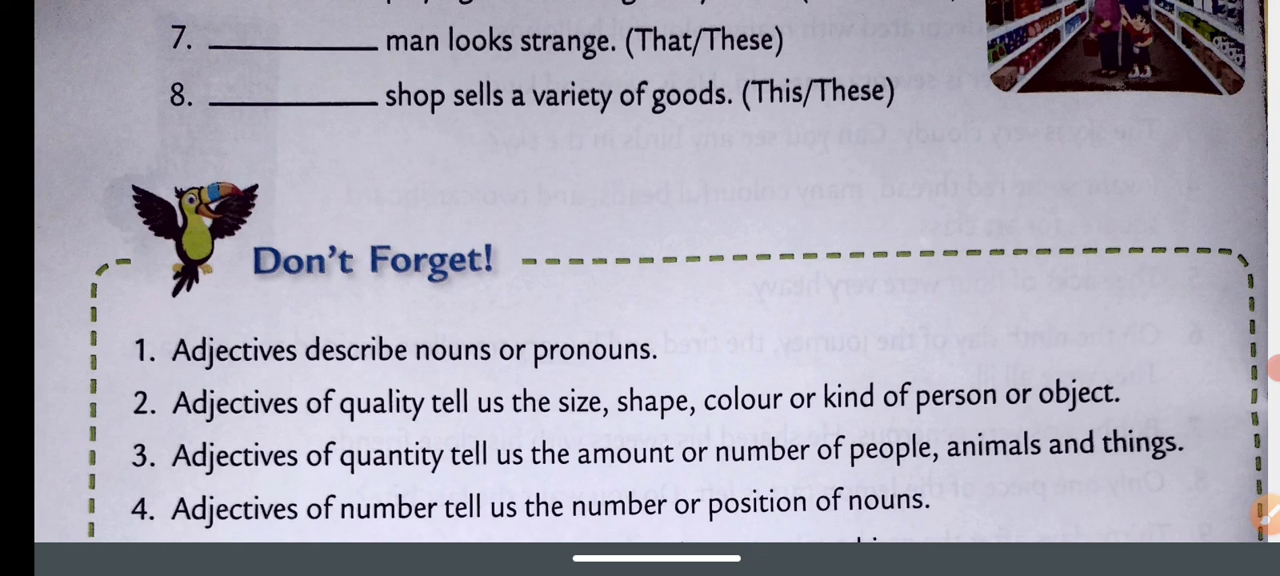 7. ____________ man looks strange. (That/These)
8. ____________ shop sells a variety of goods. (This/These)
Don't Forget!
1. Adjectives describe nouns or pronouns.
2. Adjectives of quality tell us the size, shape, colour or kind of person or object.
3. Adjectives of quantity tell us the amount or number of people, animals and things.
4. Adjectives of number tell us the number or position of nouns.